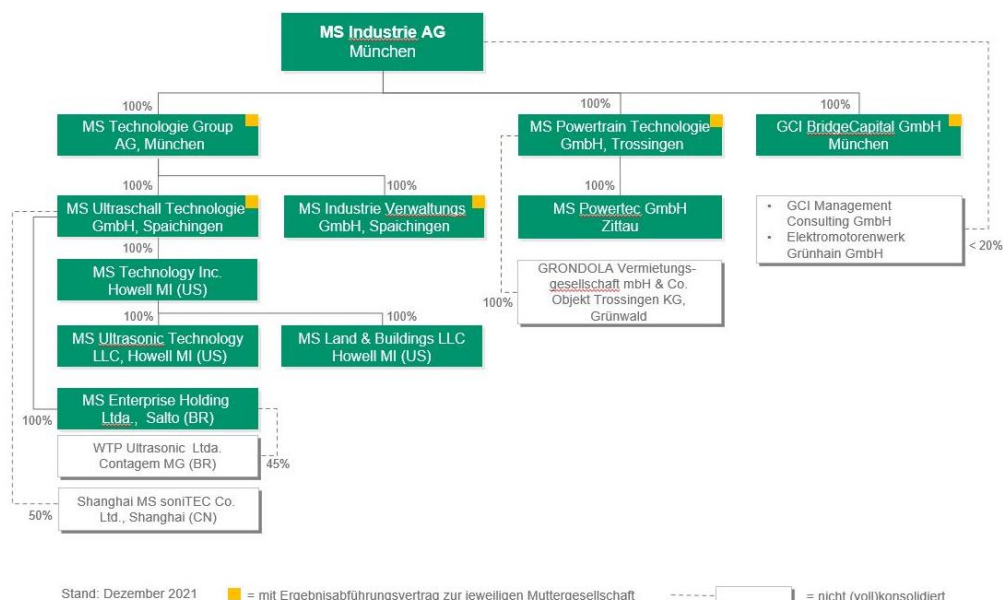 MS Industrie AG
München
< 20%
100%
MS Technologie Group
AG, München
100%
MS Powertrain Technologie
GmbH, Trossingen
100%
GCI BridgeCapital GmbH
München
100%
MS Ultraschall Technologie
GmbH, Spaichingen
100%
MS Industrie Verwaltungs
GmbH, Spaichingen
100%
MS Powertec GmbH
Zittau
• GCI Management
Consulting GmbH
• Elektromotorenwerk
Grünhain GmbH
100%
MS Technology Inc.
Howell MI (US)
100%
GRONDOLA Vermietungs-
gesellschaft mbH & Co.
Objekt Trossingen KG,
Grünwald
100%
MS Ultrasonic Technology
LLC, Howell MI (US)
100%
MS Land & Buildings LLC
Howell MI (US)
100%
MS Enterprise Holding
Ltda., Salto (BR)
WTP Ultrasonic Ltda.
Contagem MG (BR)
45%
50%
Shanghai MS soniTEC Co.
Ltd., Shanghai (CN)
Stand: Dezember 2021
= mit Ergebnisabführungsvertrag zur jeweiligen Muttergesellschaft
= nicht (voll)konsolidiert